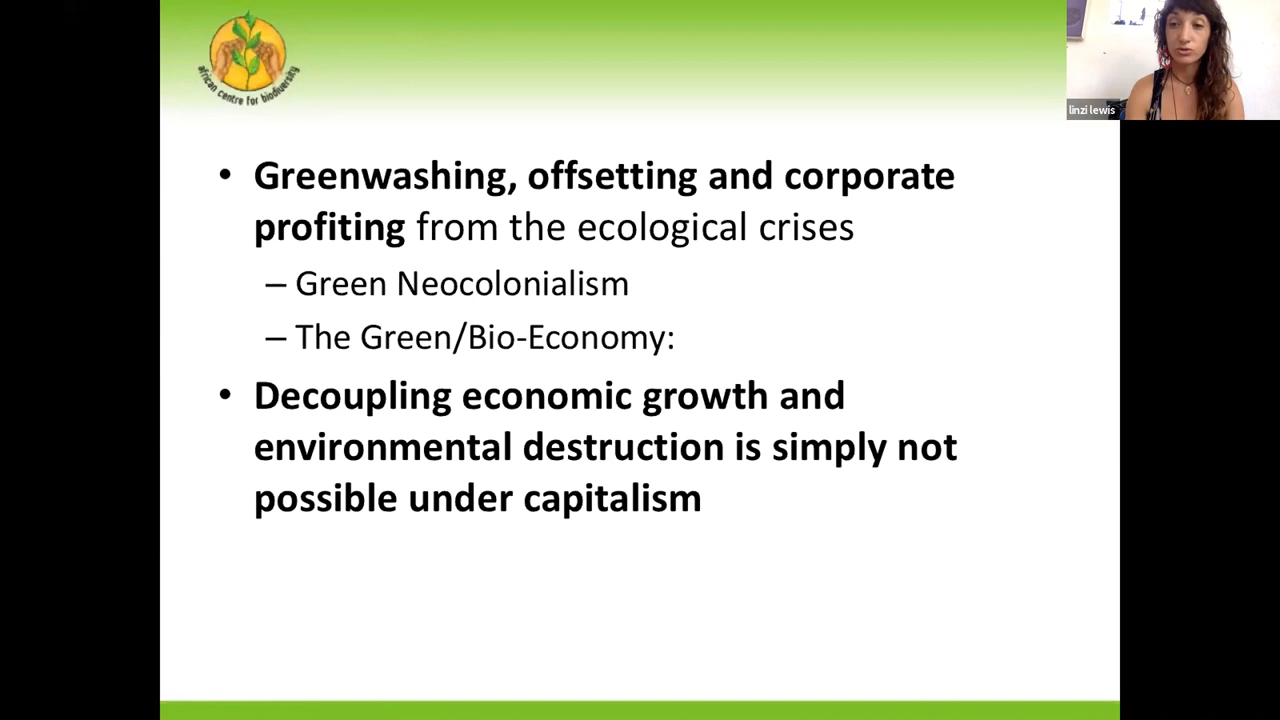 african centre for biodiversity
linzi lewis
• Greenwashing, offsetting and corporate
profiting from the ecological crises
– Green Neocolonialism
– The Green/Bio-Economy:
• Decoupling economic growth and
environmental destruction is simply not
possible under capitalism